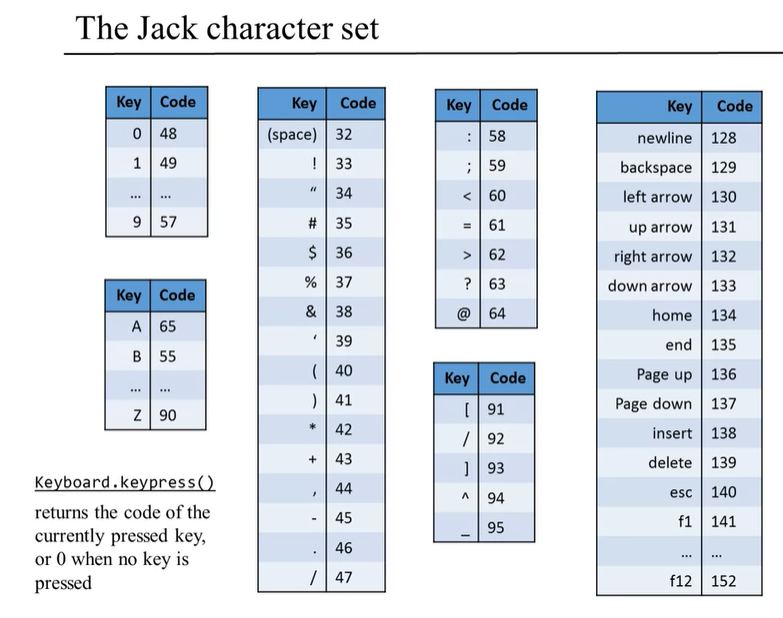 The Jack character set
Key Code
0 48
1 49
... ...
9 57
Key Code
A 65
B 55
... ...
Z 90
Keyboard.keypress()
returns the code of the
currently pressed key,
or 0 when no key is
pressed
Key Code
(space) 32
! 33
“ 34
# 35
$ 36
% 37
& 38
‘ 39
( 40
) 41
* 42
+ 43
, 44
- 45
. 46
/ 47
Key Code
: 58
; 59
< 60
= 61
> 62
? 63
@ 64
Key Code
[ 91
/ 92
] 93
^ 94
_ 95
Key Code
newline 128
backspace 129
left arrow 130
up arrow 131
right arrow 132
down arrow 133
home 134
end 135
Page up 136
Page down 137
insert 138
delete 139
esc 140
f1 141
... ...
f12 152